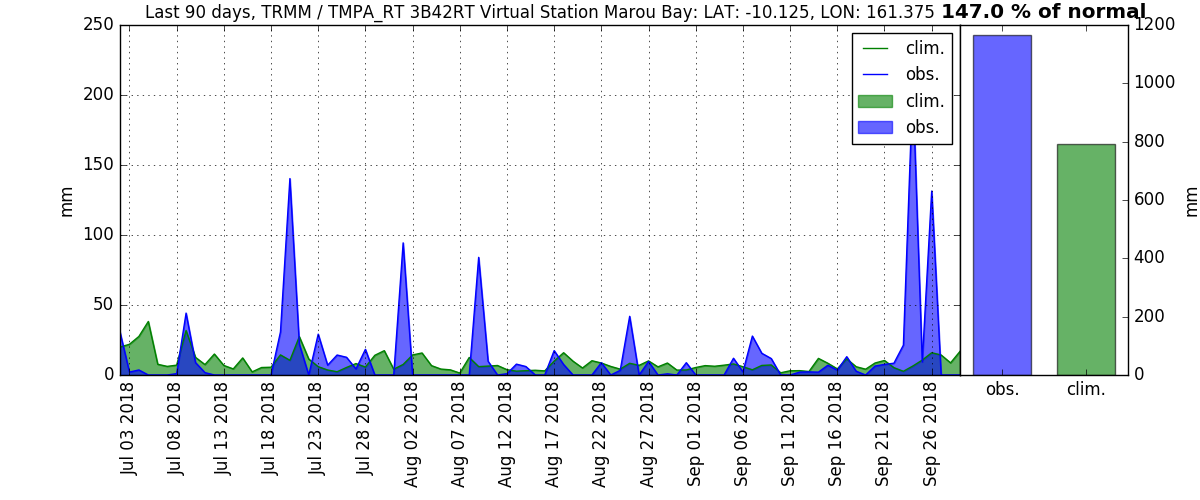 Last 90 days, TRMM / TMPA_RT 3B42RT Virtual Station Marou Bay: LAT: -10.125, LON: 161.375 147.0 % of normal
250
200
150
100
50
0
mm
clim.
obs.
clim.
obs.
Jul 03 2018
Jul 08 2018
Jul 13 2018
Jul 18 2018
Jul 23 2018
Jul 28 2018
Aug 02 2018
Aug 07 2018
Aug 12 2018
Aug 17 2018
Aug 22 2018
Aug 27 2018
Sep 01 2018
Sep 06 2018
Sep 11 2018
Sep 16 2018
Sep 21 2018
Sep 26 2018
1200
1000
800
600
400
200
0
mm
obs.
clim.